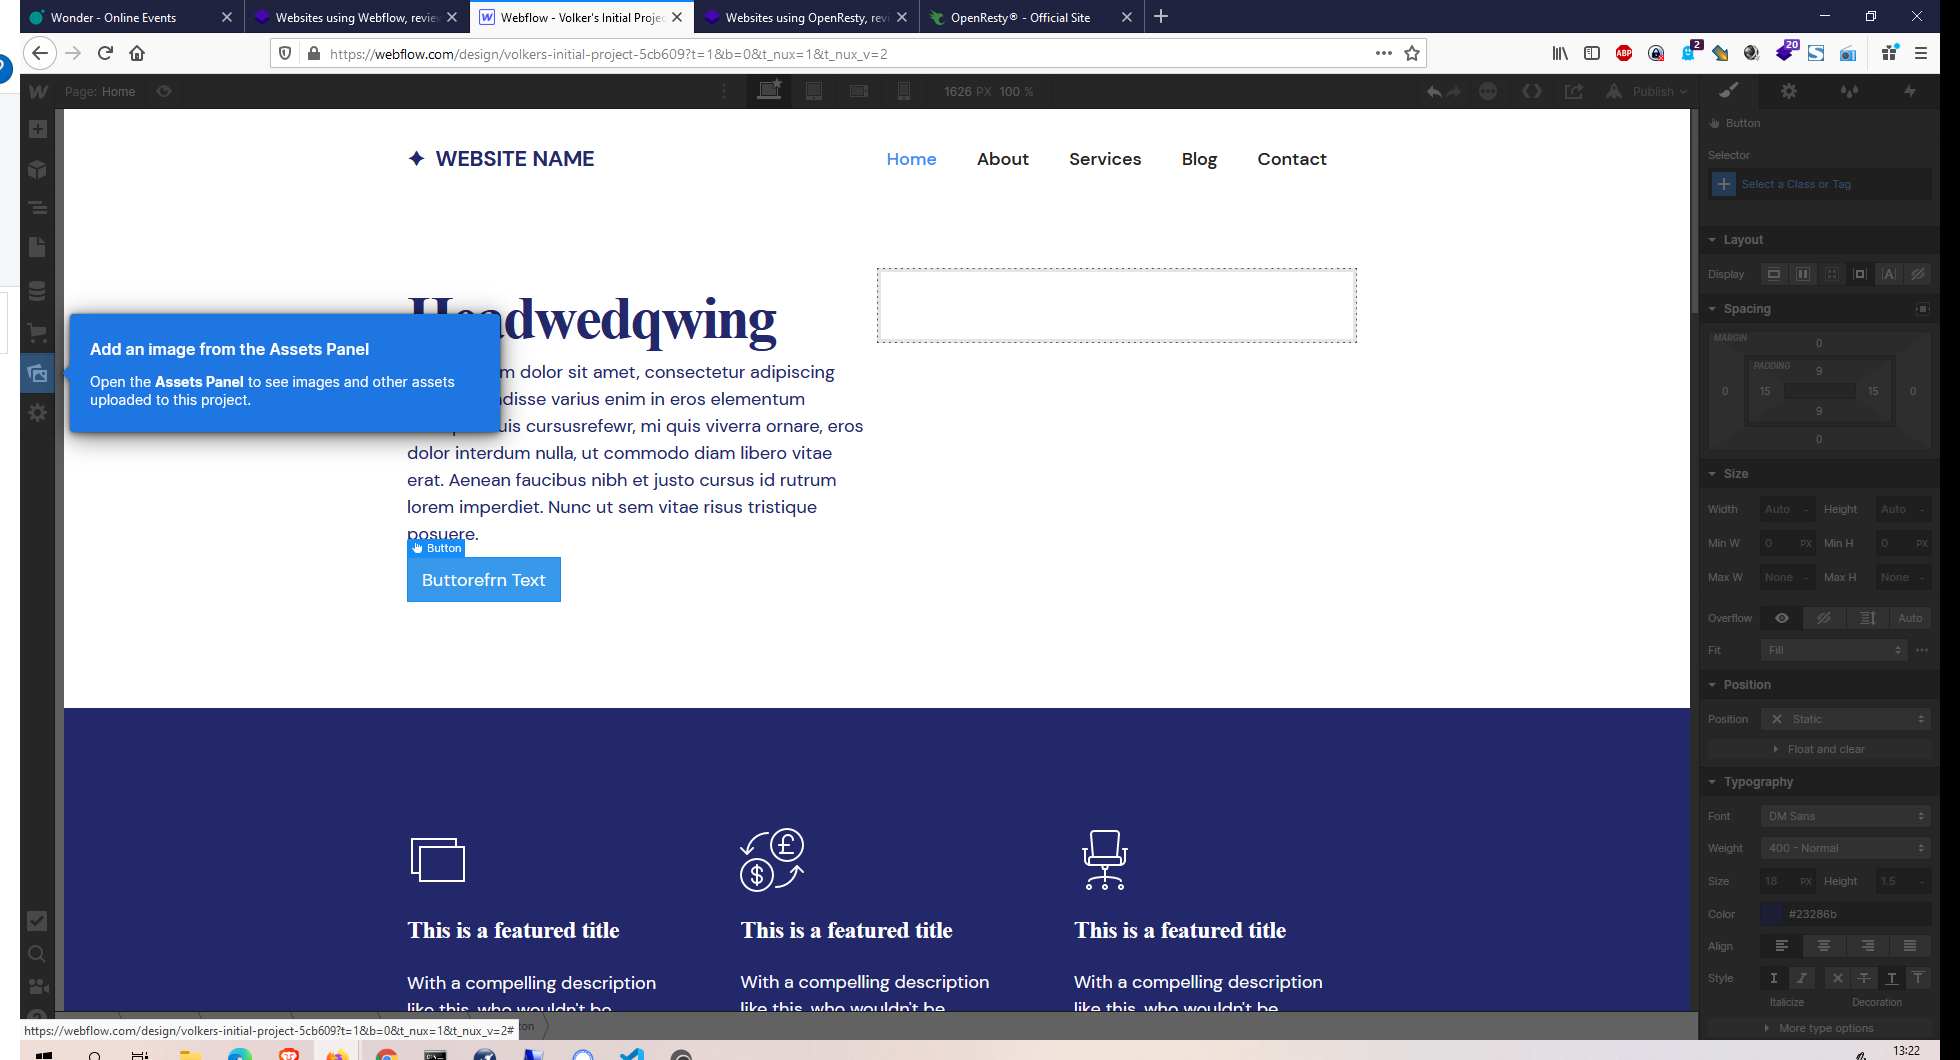 Wonder - Online Events
Websites using Webflow, review
Webflow - Volker's Initial Projec
Websites using OpenResty, revi
OpenResty® - Official Site
https://webflow.com/design/volkers-initial-project-5cb609?t=1&b=0&t_nux=1&t_nux_v=2
ABP
2
20
Page: Home
1626 PX 100 %
Publish
WEBSITE NAME
Home
About
Services
Blog
Contact
Headwedqwing
Add an image from the Assets Panel
Open the Assets Panel to see images and other assets
uploaded to this project.
m dolor sit amet, consectetur adipiscing
ndisse varius enim in eros elementum
uis cursusrefewr, mi quis viverra ornare, eros
dolor interdum nulla, ut commodo diam libero vitae
erat. Aenean faucibus nibh et justo cursus id rutrum
lorem imperdiet. Nunc ut sem vitae risus tristique
posuere.
Button
Buttorefrn Text
This is a featured title
This is a featured title
This is a featured title
With a compelling description
With a compelling description
With a compelling description
like this, who wouldn't be
like this, who wouldn't be
like this, who wouldn't be
https://webflow.com/design/volkers-initial-project-5cb609?t=1&b=0&t_nux=1&t_nux_v=2#
ton
Button
Selector
Select a Class or Tag
Layout
Display
Spacing
MARGIN
0
PADDING
9
0 15 15 0
9
0
Size
Width Auto - Height Auto -
Min W 0 PX Min H 0 PX
Max W None - Max H None -
Overflow Auto
Fit Fill
Position
Position Static
Float and clear
Typography
Font DM Sans
Weight 400 - Normal
Size 18 PX Height 1.5 -
Color #23286b
Align
Style
Italicize Decoration
More type options
13:22